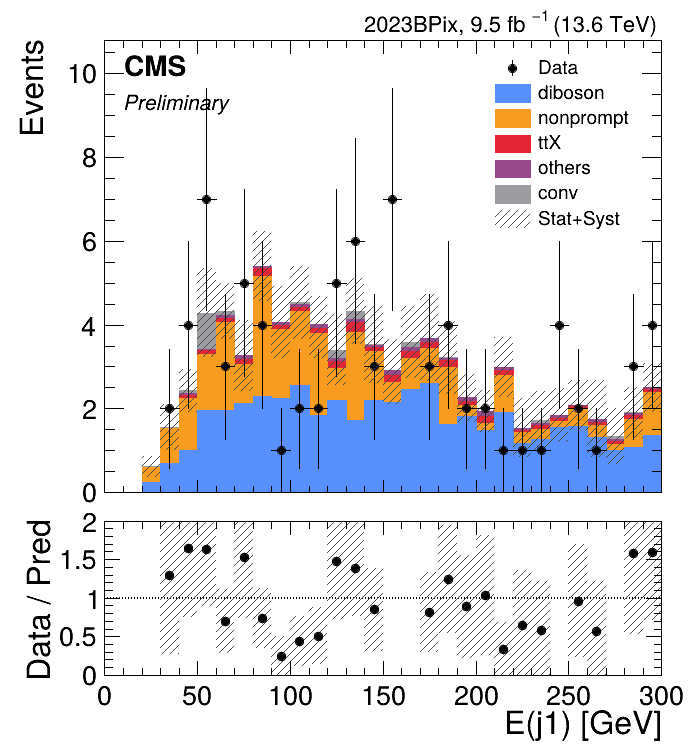 2023BPix, 9.5 fb⁻¹ (13.6 TeV)
Events
CMS
Preliminary
Data
diboson
nonprompt
ttX
others
conv
Stat+Syst
10
8
6
4
2
0
Data / Pred
2
1.5
1
0.5
0
0 50 100 150 200 250 300
E(j1) [GeV]